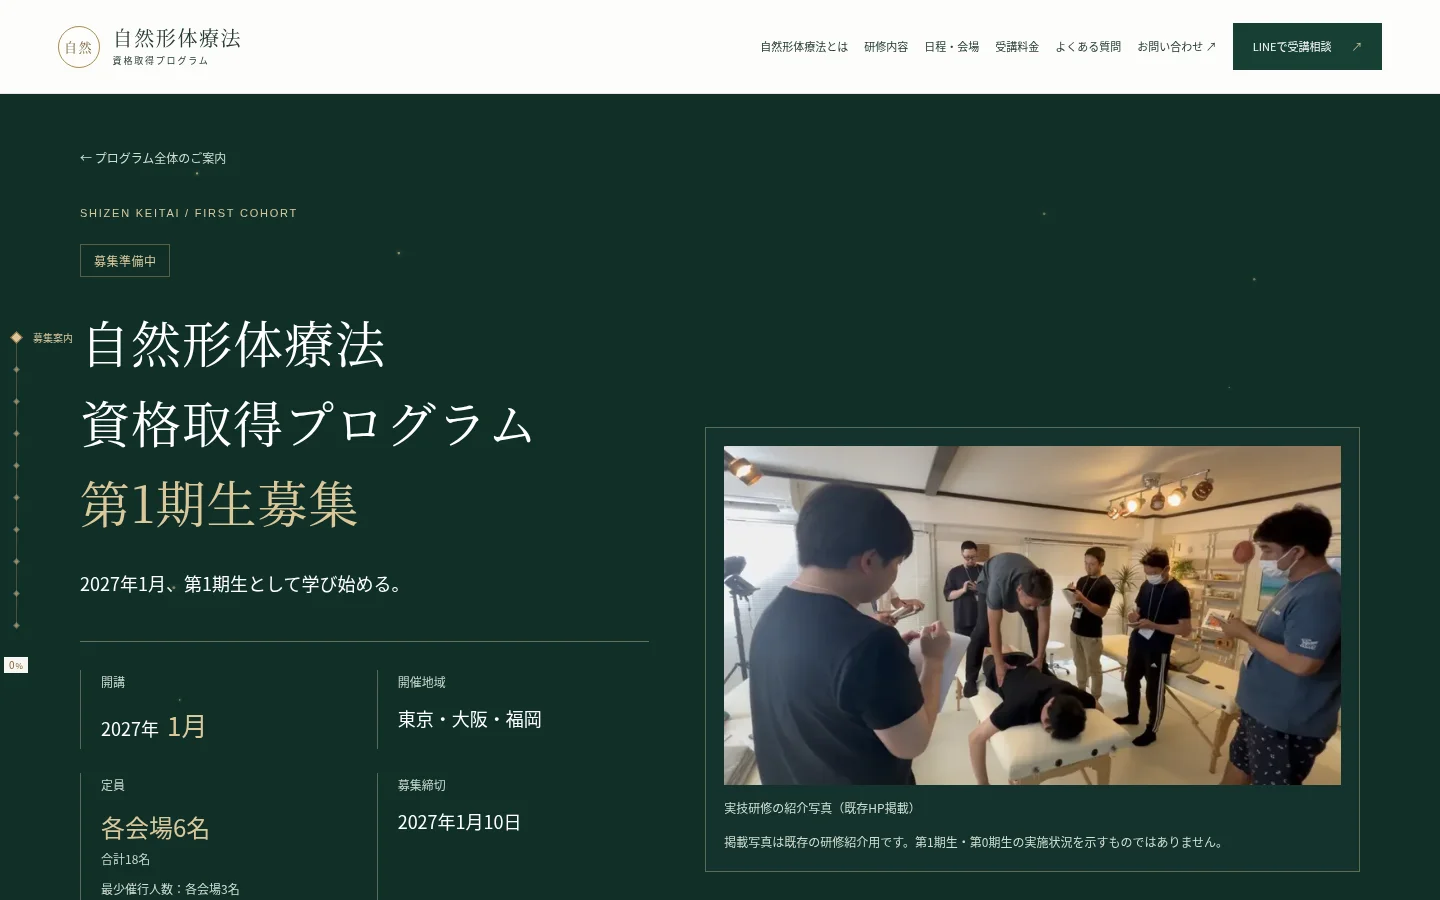 自然
自然形体療法
資格取得プログラム
自然形体療法とは
研修内容
日程・会場
受講料金
よくある質問
お問い合わせ ↗
LINEで受講相談 ↗
← プログラム全体のご案内
SHIZEN KEITAI / FIRST COHORT
募集準備中
募集案内
自然形体療法
資格取得プログラム
第1期生募集
2027年1月、第1期生として学び始める。
0%
開講
2027年 1月
開催地域
東京・大阪・福岡
定員
各会場6名
合計18名
最少催行人数：各会場3名
募集締切
2027年1月10日
実技研修の紹介写真（既存HP掲載）
掲載写真は既存の研修紹介用です。第1期生・第0期生の実施状況を示すものではありません。